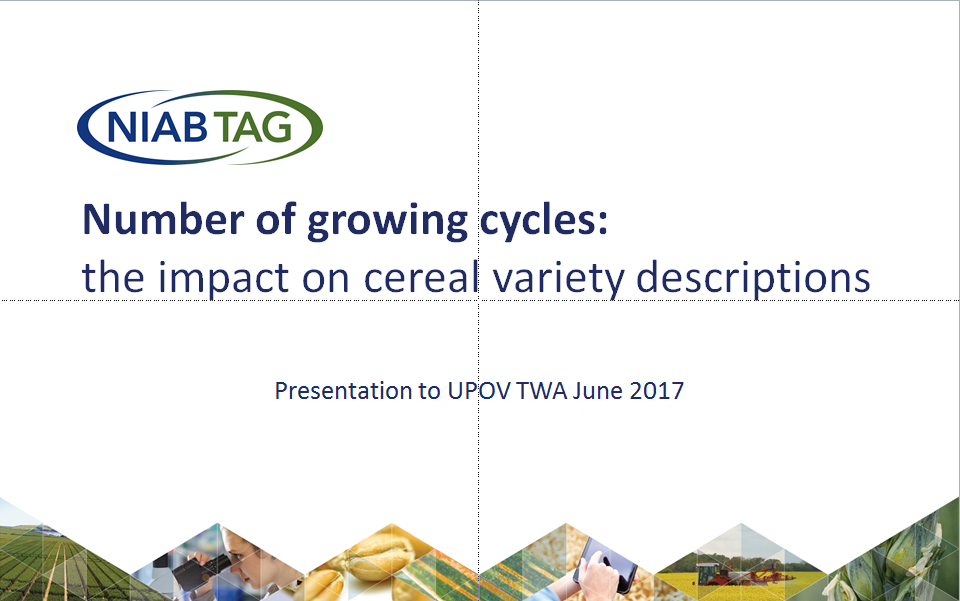 NIAB TAG
Number of growing cycles:
the impact on cereal variety descriptions
Presentation to UPOV TWA June 2017